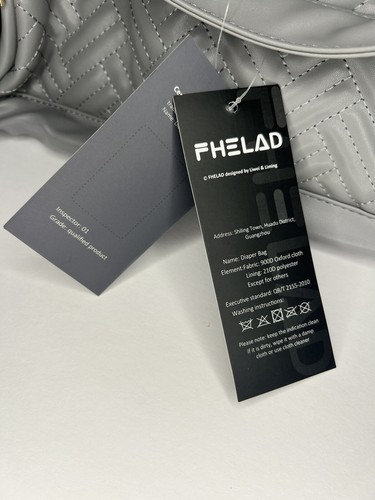 FHELAD
© FHELAD designed by Liwei & Liming
Address: Shiling Town, Huadu District,
Guangzhou
Name: Diaper Bag
Element Fabric: 900D Oxford cloth
Lining: 210D polyester
Except for others
Executive standard: QB/T 2155-2010
Washing instructions:
Please note: keep the indication clean
If it is dirty, wipe it with a damp
cloth or use cloth cleaner
Inspector: 01
Grade: qualified product